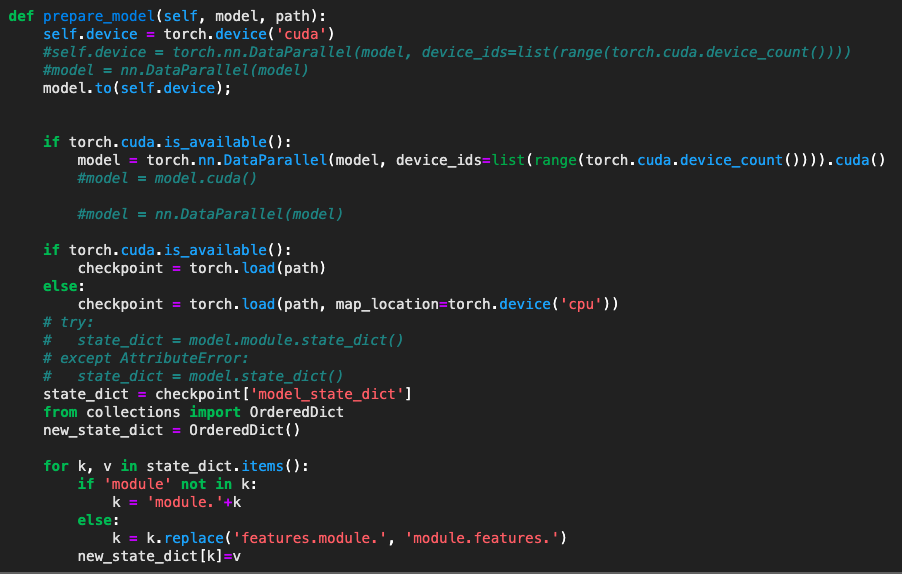 def prepare_model(self, model, path):
    self.device = torch.device('cuda')
    #self.device = torch.nn.DataParallel(model, device_ids=list(range(torch.cuda.device_count())))
    #model = nn.DataParallel(model)
    model.to(self.device);
    if torch.cuda.is_available():
        model = torch.nn.DataParallel(model, device_ids=list(range(torch.cuda.device_count()))).cuda()
        #model = model.cuda()
        #model = nn.DataParallel(model)
    if torch.cuda.is_available():
        checkpoint = torch.load(path)
    else:
        checkpoint = torch.load(path, map_location=torch.device('cpu'))
    # try:
    #   state_dict = model.module.state_dict()
    # except AttributeError:
    #   state_dict = model.state_dict()
    state_dict = checkpoint['model_state_dict']
    from collections import OrderedDict
    new_state_dict = OrderedDict()
    for k, v in state_dict.items():
        if 'module' not in k:
            k = 'module.'+k
        else:
            k = k.replace('features.module.', 'module.features.')
        new_state_dict[k]=v